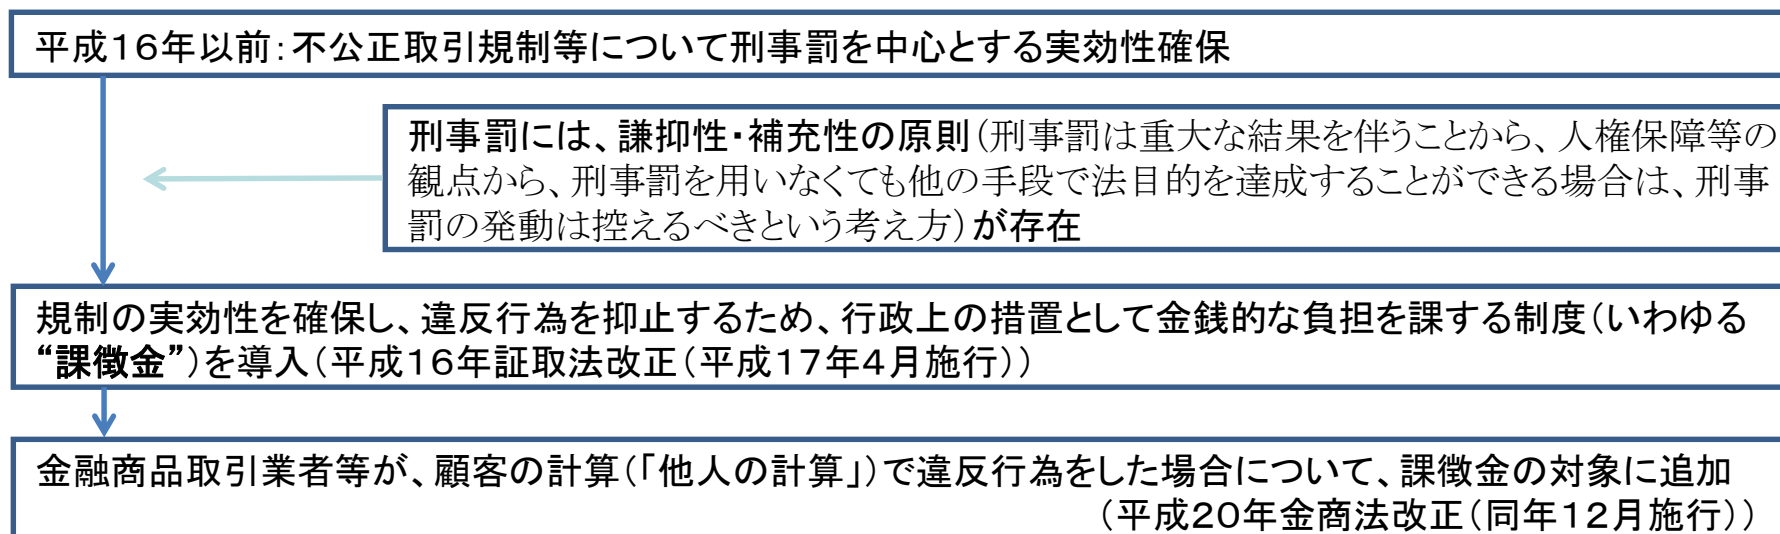 平成16年以前：不公正取引規制等について刑事罰を中心とする実効性確保
刑事罰には、謙抑性・補充性の原則（刑事罰は重大な結果を伴うことから、人権保障等の
観点から、刑事罰を用いなくても他の手段で法目的を達成することができる場合は、刑事
罰の発動は控えるべきという考え方）が存在
規制の実効性を確保し、違反行為を抑止するため、行政上の措置として金銭的な負担を課する制度（いわゆる
“課徴金”）を導入（平成16年証取法改正（平成17年4月施行））
金融商品取引業者等が、顧客の計算（「他人の計算」）で違反行為をした場合について、課徴金の対象に追加
（平成20年金商法改正（同年12月施行））